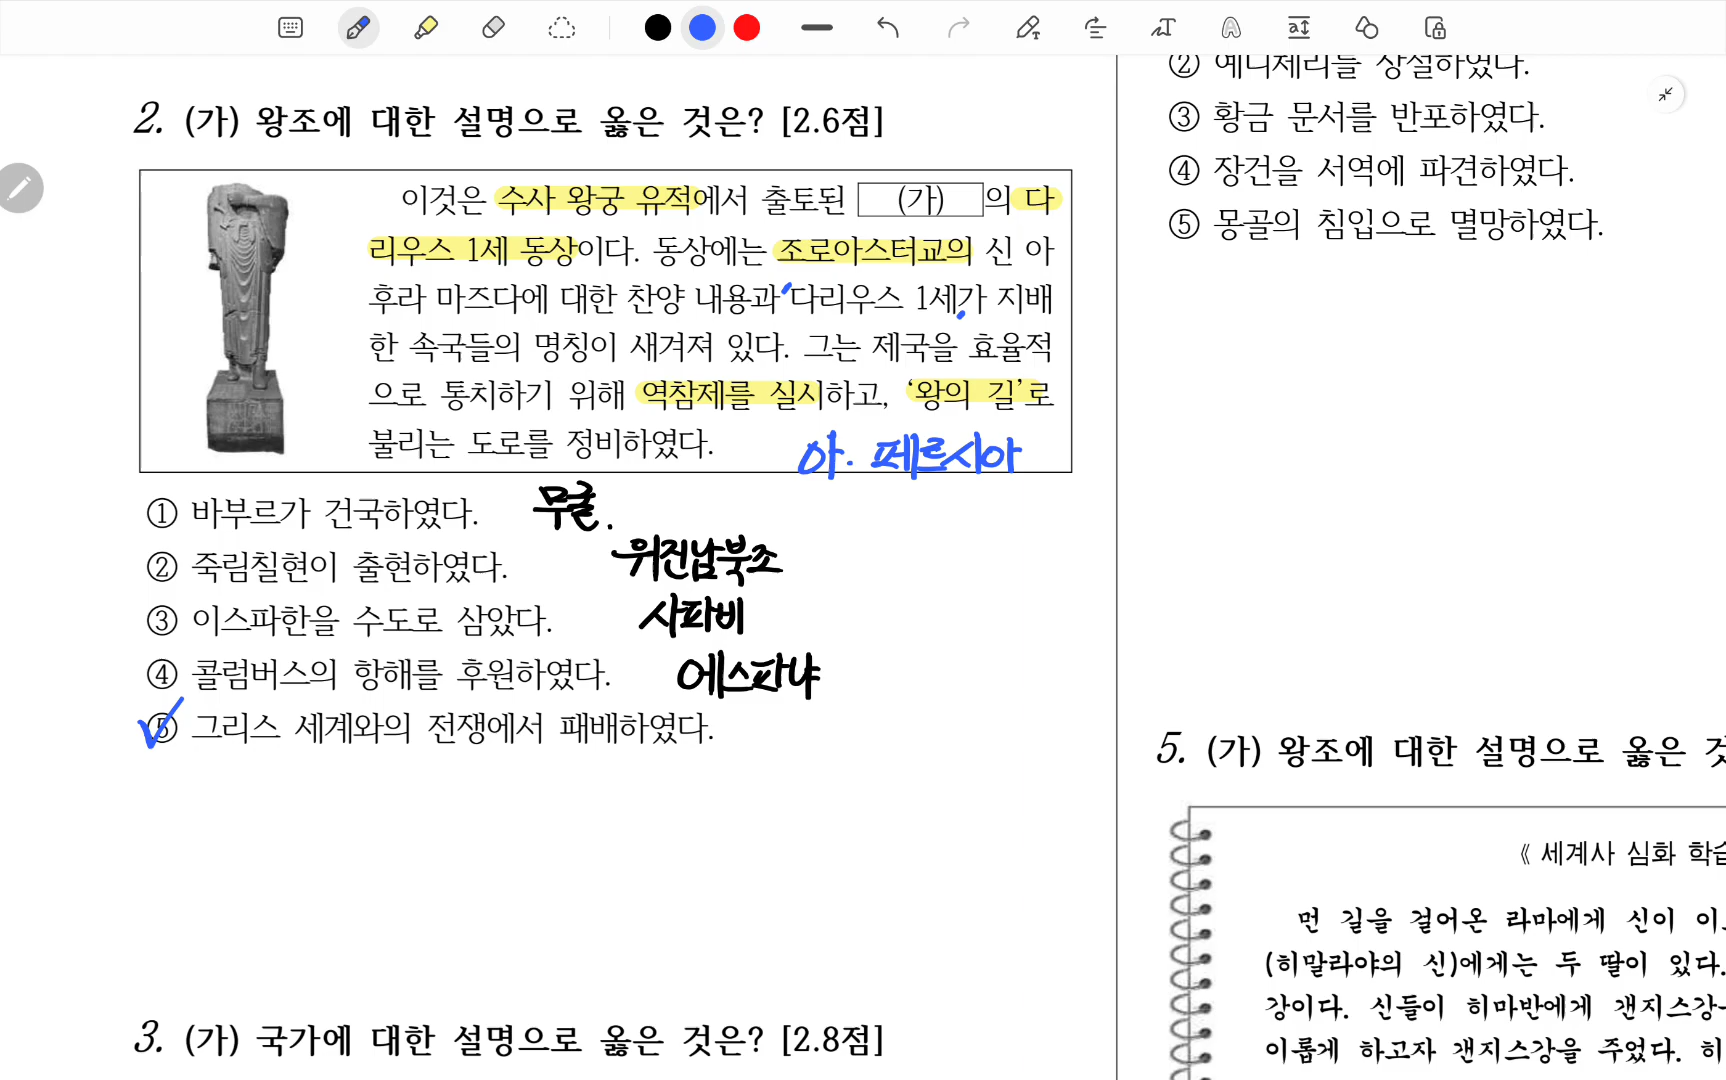 2. (가) 왕조에 대한 설명으로 옳은 것은? [2.6점]
이것은 수사 왕궁 유적에서 출토된 (가) 의 다
리우스 1세 동상이다. 동상에는 조로아스터교의 신 아
후라 마즈다에 대한 찬양 내용과 다리우스 1세가 지배
한 속국들의 명칭이 새겨져 있다. 그는 제국을 효율적
으로 통치하기 위해 역참제를 실시하고, ‘왕의 길’로
불리는 도로를 정비하였다.
아. 페르시아
① 바부르가 건국하였다. 무굴.
② 죽림칠현이 출현하였다. 위진남북조
③ 이스파한을 수도로 삼았다. 사파비
④ 콜럼버스의 항해를 후원하였다. 에스파냐
⑤ 그리스 세계와의 전쟁에서 패배하였다.
3. (가) 국가에 대한 설명으로 옳은 것은? [2.8점]
② 예니체리를 창설하였다.
③ 황금 문서를 반포하였다.
④ 장건을 서역에 파견하였다.
⑤ 몽골의 침입으로 멸망하였다.
5. (가) 왕조에 대한 설명으로 옳은
《 세계사 심화 학습
먼 길을 걸어온 라마에게 신이
(히말라야의 신)에게는 두 딸이 있다.
강이다. 신들이 히마반에게 갠지스강
이롭게 하고자 갠지스강을 주었다. 히